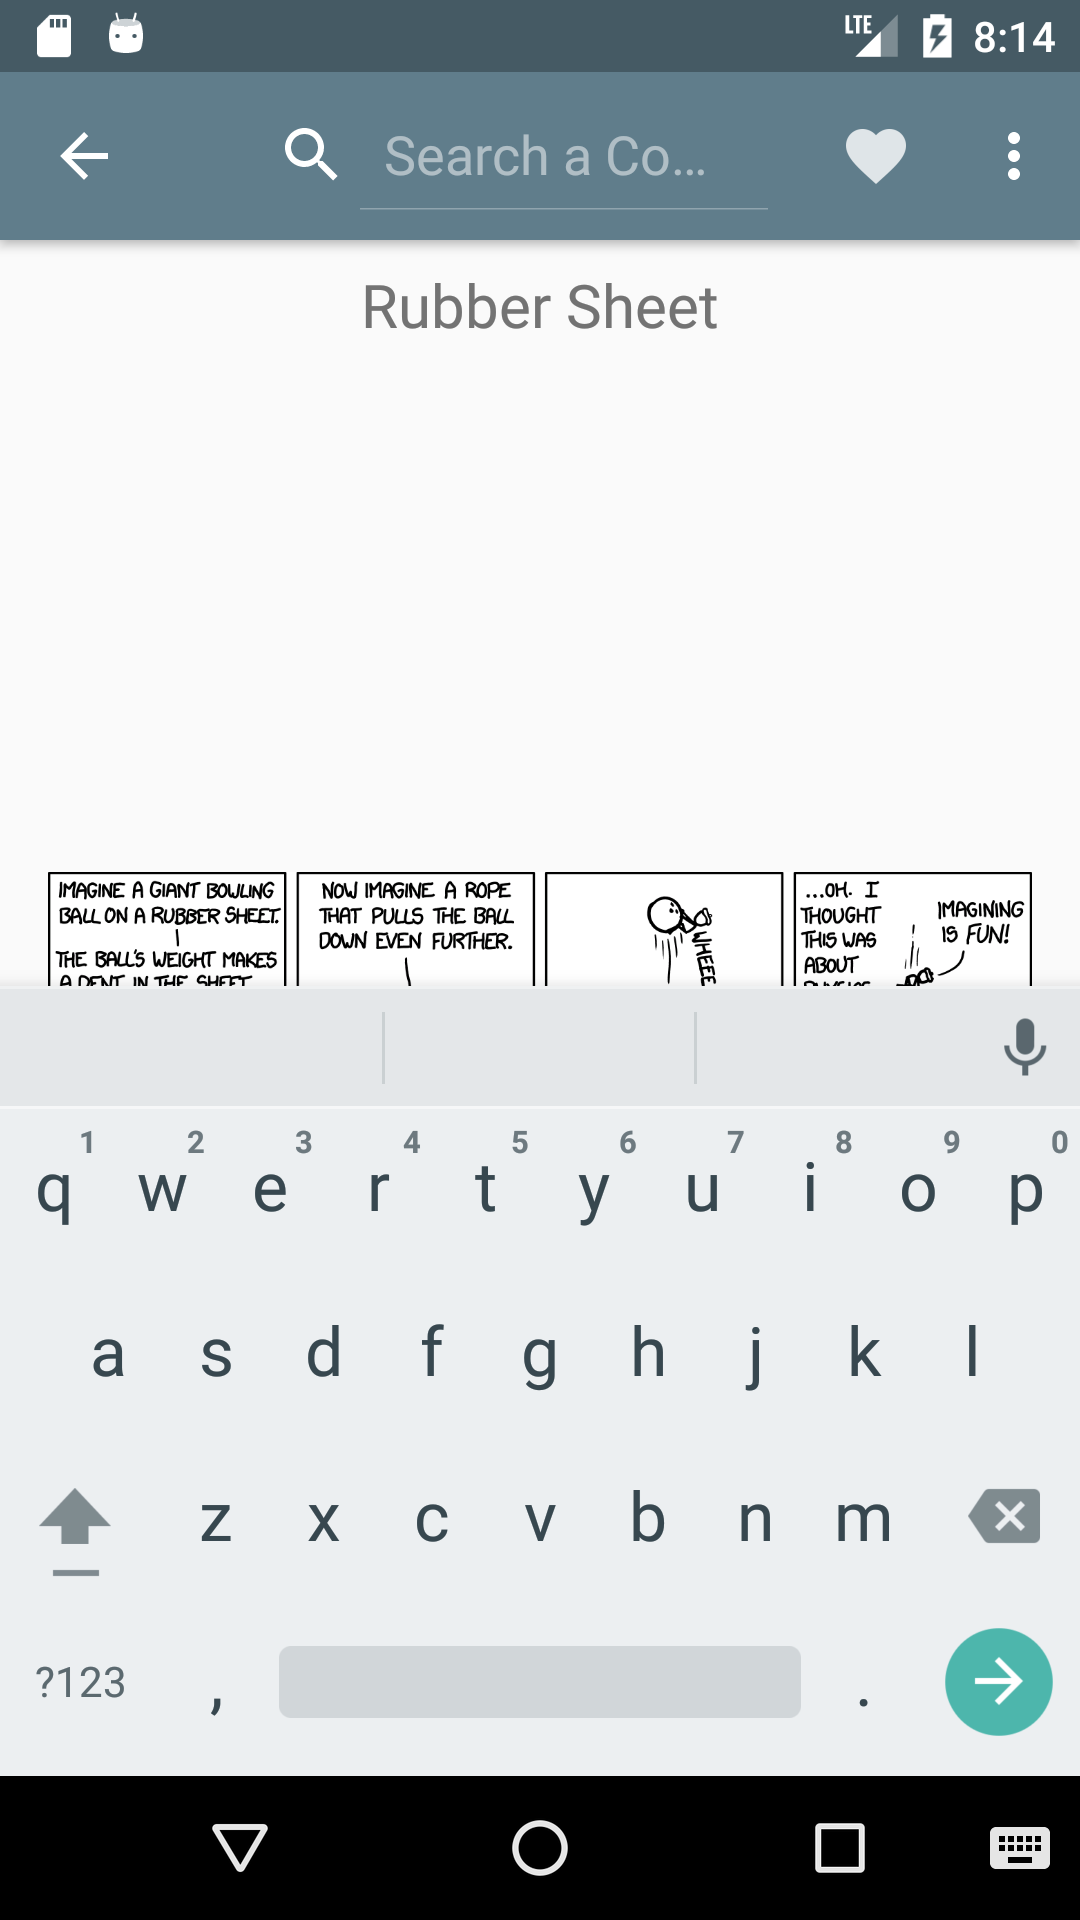 LTE 8:14
Search a Co...
Rubber Sheet
IMAGINE A GIANT BOWLING
BALL ON A RUBBER SHEET.
THE BALL'S WEIGHT MAKES
A DENT IN THE SHEET
NOW IMAGINE A ROPE
THAT PULLS THE BALL
DOWN EVEN FURTHER.
WHEEE
...OH. I
THOUGHT
THIS WAS
ABOUT
IMAGINING
IS FUN!
1 2 3 4 5 6 7 8 9 0
q w e r t y u i o p
a s d f g h j k l
z x c v b n m
?123 , .